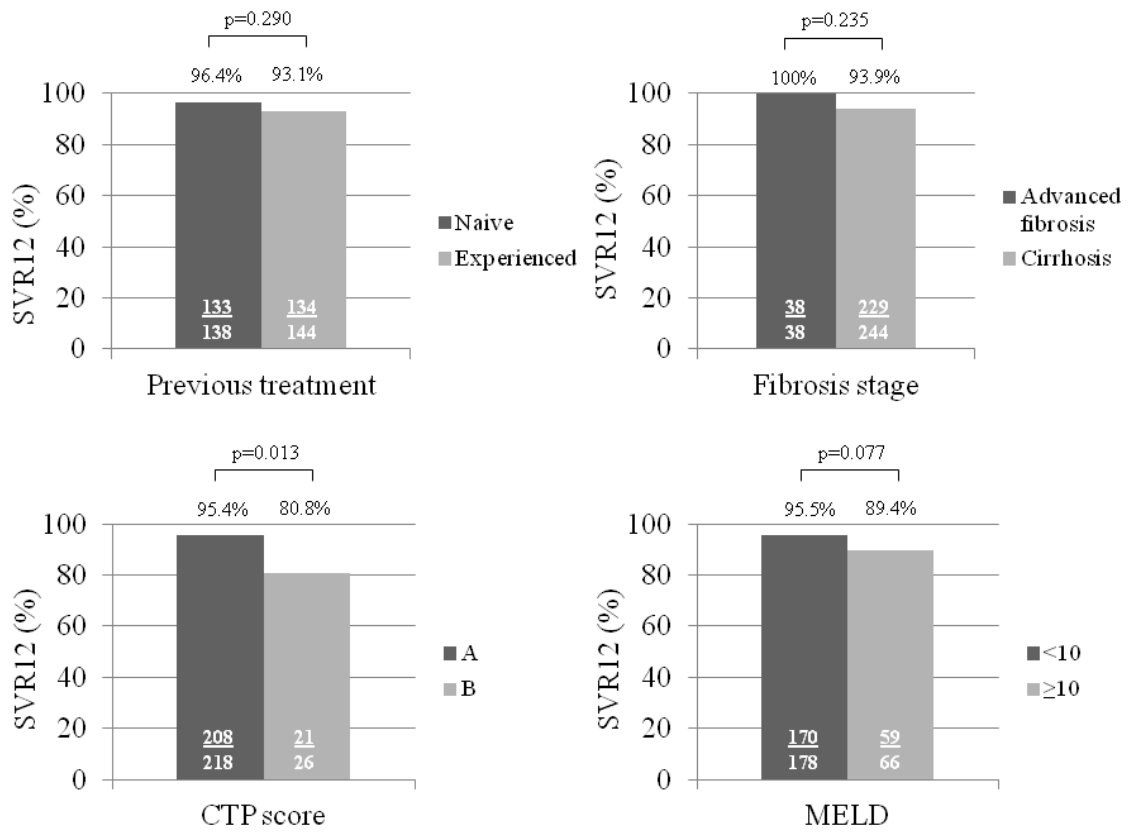 p=0.290
96.4% 93.1%
100
80
60
40
20
0
SVR12 (%)
133 134
138 144
Naive
Experienced
Previous treatment
p=0.235
100% 93.9%
100
80
60
40
20
0
SVR12 (%)
38 229
38 244
Advanced
fibrosis
Cirrhosis
Fibrosis stage
p=0.013
95.4% 80.8%
100
80
60
40
20
0
SVR12 (%)
208 21
218 26
A
B
CTP score
p=0.077
95.5% 89.4%
100
80
60
40
20
0
SVR12 (%)
170 59
178 66
<10
≥10
MELD